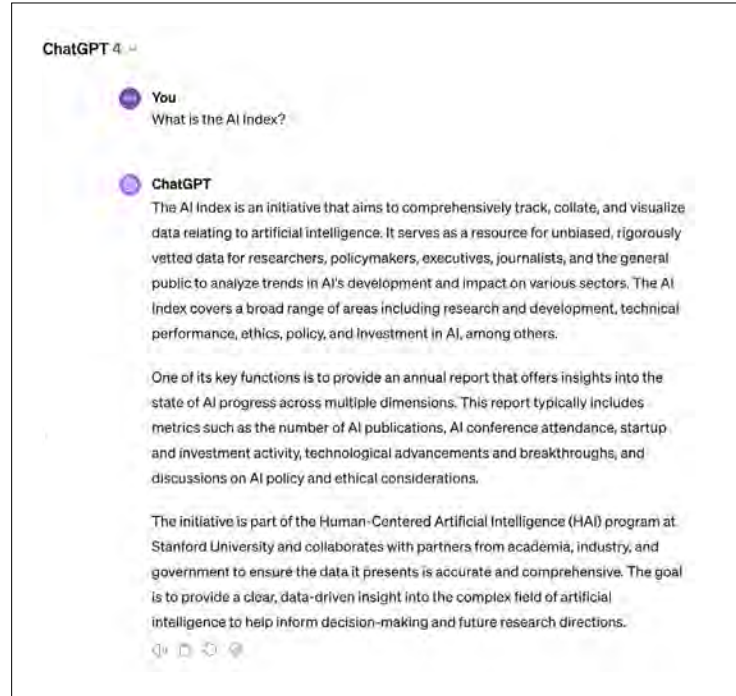 ChatGPT 4
You
What is the AI Index?
ChatGPT
The AI Index is an initiative that aims to comprehensively track, collate, and visualize
data relating to artificial intelligence. It serves as a resource for unbiased, rigorously
vetted data for researchers, policymakers, executives, journalists, and the general
public to analyze trends in AI's development and impact on various sectors. The AI
Index covers a broad range of areas including research and development, technical
performance, ethics, policy, and investment in AI, among others.
One of its key functions is to provide an annual report that offers insights into the
state of AI progress across multiple dimensions. This report typically includes
metrics such as the number of AI publications, AI conference attendance, startup
and investment activity, technological advancements and breakthroughs, and
discussions on AI policy and ethical considerations.
The initiative is part of the Human-Centered Artificial Intelligence (HAI) program at
Stanford University and collaborates with partners from academia, industry, and
government to ensure the data it presents is accurate and comprehensive. The goal
is to provide a clear, data-driven insight into the complex field of artificial
intelligence to help inform decision-making and future research directions.